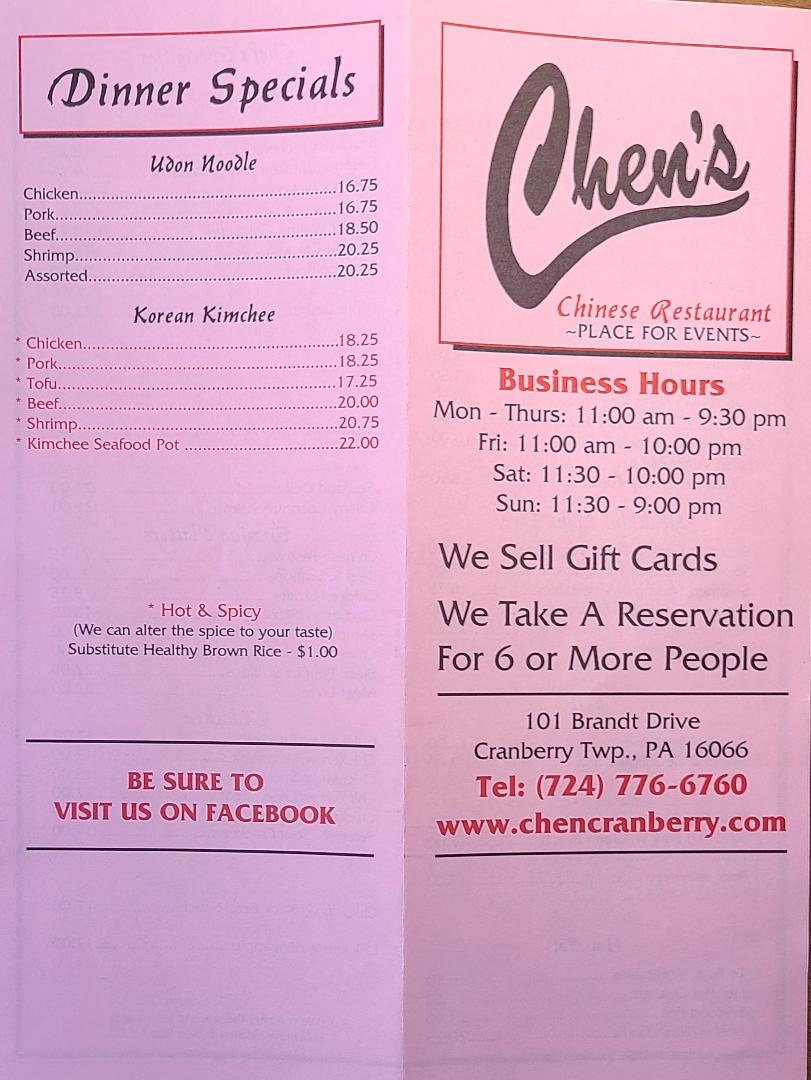 Dinner Specials
Udon Noodle
Chicken..........16.75
Pork..........16.75
Beef..........18.50
Shrimp..........20.25
Assorted..........20.25
Korean Kimchee
* Chicken..........18.25
* Pork..........18.25
* Tofu..........17.25
* Beef..........20.00
* Shrimp..........20.75
* Kimchee Seafood Pot ..........22.00
* Hot & Spicy
(We can alter the spice to your taste)
Substitute Healthy Brown Rice - $1.00
BE SURE TO
VISIT US ON FACEBOOK
Chen's
Chinese Restaurant
~PLACE FOR EVENTS~
Business Hours
Mon - Thurs: 11:00 am - 9:30 pm
Fri: 11:00 am - 10:00 pm
Sat: 11:30 - 10:00 pm
Sun: 11:30 - 9:00 pm
We Sell Gift Cards
We Take A Reservation
For 6 or More People
101 Brandt Drive
Cranberry Twp., PA 16066
Tel: (724) 776-6760
www.chencranberry.com